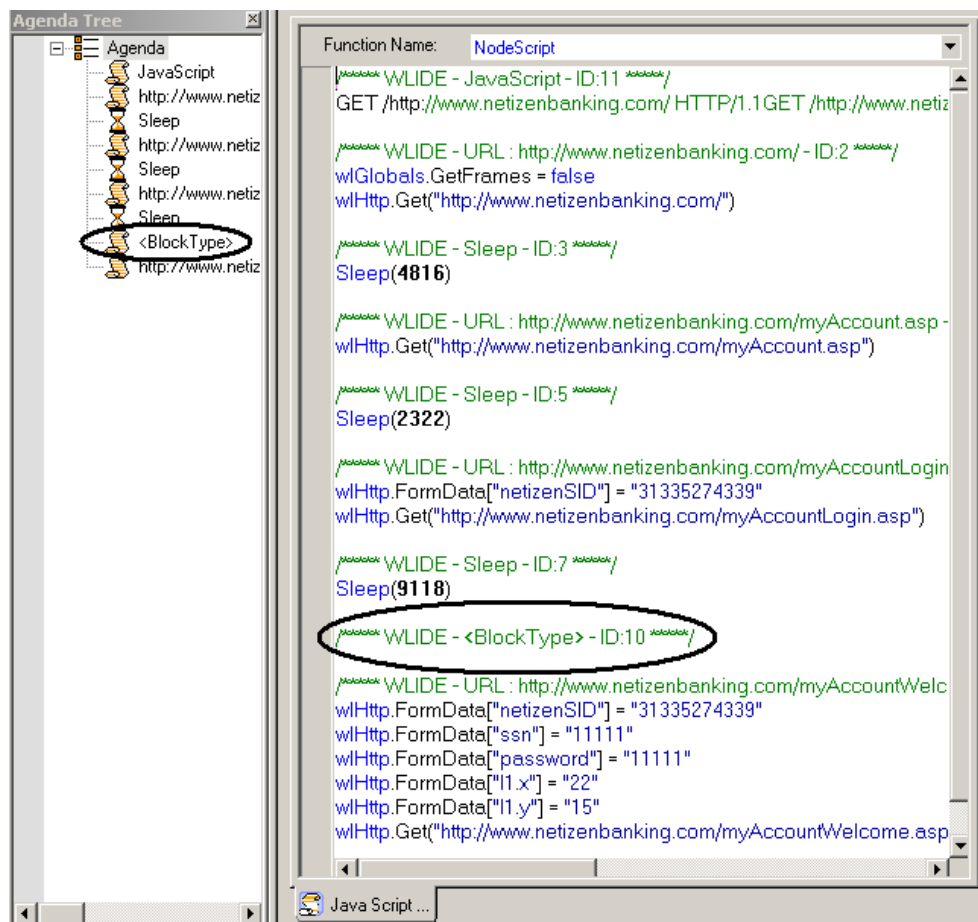 Agenda Tree
Agenda
JavaScript
http://www.netiz
Sleep
http://www.netiz
Sleep
http://www.netiz
Sleep
<BlockType>
http://www.netiz
Function Name: NodeScript
/***** WLIDE - JavaScript - ID:11 *****/
GET /http://www.netizenbanking.com/ HTTP/1.1GET /http://www.netiz
/***** WLIDE - URL : http://www.netizenbanking.com/ - ID:2 *****/
wlGlobals.GetFrames = false
wlHttp.Get("http://www.netizenbanking.com/")
/***** WLIDE - Sleep - ID:3 *****/
Sleep(4816)
/***** WLIDE - URL : http://www.netizenbanking.com/myAccount.asp -
wlHttp.Get("http://www.netizenbanking.com/myAccount.asp")
/***** WLIDE - Sleep - ID:5 *****/
Sleep(2322)
/***** WLIDE - URL : http://www.netizenbanking.com/myAccountLogin
wlHttp.FormData["netizenSID"] = "31335274339"
wlHttp.Get("http://www.netizenbanking.com/myAccountLogin.asp")
/***** WLIDE - Sleep - ID:7 *****/
Sleep(9118)
/***** WLIDE - <BlockType> - ID:10 *****/
/***** WLIDE - URL : http://www.netizenbanking.com/myAccountWelc
wlHttp.FormData["netizenSID"] = "31335274339"
wlHttp.FormData["ssn"] = "11111"
wlHttp.FormData["password"] = "11111"
wlHttp.FormData["l1.x"] = "22"
wlHttp.FormData["l1.y"] = "15"
wlHttp.Get("http://www.netizenbanking.com/myAccountWelcome.asp
Java Script ...